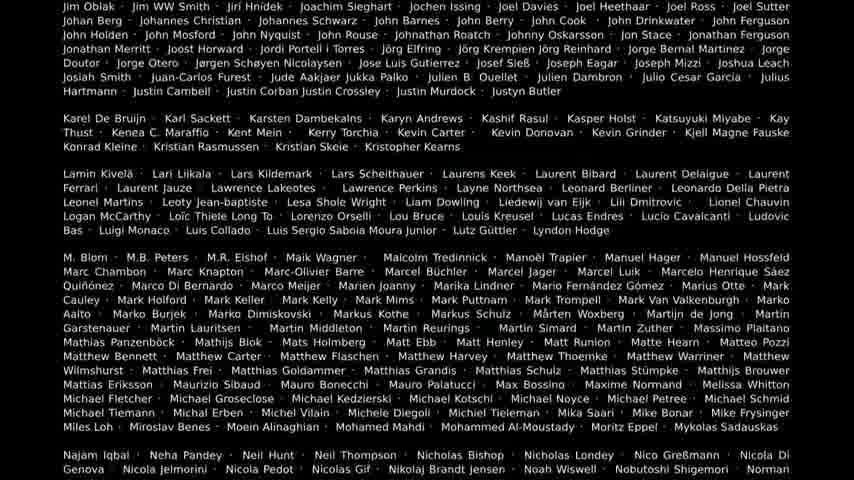 Jim Oblak · Jim WW Smith · Jirí Hnídek · Joachim Sieghart · Jochen Issing · Joel Davies · Joel Heethaar · Joel Ross · Joel Sutter
Johan Berg · Johannes Christian · Johannes Schwarz · John Barnes · John Berry · John Cook · John Drinkwater · John Ferguson
John Holden · John Mosford · John Nyquist · John Rouse · Johnathan Roatch · Johnny Oskarsson · Jon Stace · Jonathan Ferguson
Jonathan Merritt · Joost Horward · Jordi Portell i Torres · Jörg Elfring · Jörg Krempien Jörg Reinhard · Jorge Bernal Martinez · Jorge
Doutor · Jorge Otero · Jørgen Schøyen Nicolaysen · Jose Luis Gutierrez · Josef Sieß · Joseph Eagar · Joseph Mizzi · Joshua Leach
Josiah Smith · Juan-Carlos Furest · Jude Aakjaer Jukka Palko · Julien B. Ouellet · Julien Dambron · Julio Cesar García · Julius
Hartmann · Justin Cambell · Justin Corban Justin Crossley · Justin Murdock · Justyn Butler
Karel De Bruijn · Karl Sackett · Karsten Dambekalns · Karyn Andrews · Kashif Rasul · Kasper Holst · Katsuyuki Miyabe · Kay
Thust · Kenea C. Maraffio · Kent Mein · Kerry Torchia · Kevin Carter · Kevin Donovan · Kevin Grinder · Kjell Magne Fauske
Konrad Kleine · Kristian Rasmussen · Kristian Skeie · Kristopher Kearns
Lamin Kivelä · Lari Lijkala · Lars Kildemark · Lars Scheithauer · Laurens Keek · Laurent Bibard · Laurent Delaigue · Laurent
Ferrari · Laurent Jauze · Lawrence Lakeotes · Lawrence Perkins · Layne Northsea · Leonard Berliner · Leonardo Della Pietra
Leonel Martins · Leoty Jean-baptiste · Lesa Shole Wright · Liam Dowling · Liedewij van Eijk · Lili Dmitrovic · Lionel Chauvin
Logan McCarthy · Loïc Thiele Long To · Lorenzo Orselli · Lou Bruce · Louis Kreusel · Lucas Endres · Lucio Cavalcanti · Ludovic
Bas · Luigi Monaco · Luis Collado · Luis Sergio Saboia Moura Junior · Lutz Güttler · Lyndon Hodge
M. Blom · M.B. Peters · M.R. Elshof · Maik Wagner · Malcolm Tredinnick · Manoël Trapier · Manuel Hager · Manuel Hossfeld
Marc Chambon · Marc Knapton · Marc-Olivier Barre · Marcel Büchler · Marcel Jager · Marcel Luik · Marcelo Henrique Sáez
Quiñónez · Marco Di Bernardo · Marco Meijer · Marien Joanny · Marika Lindner · Mario Fernández Gómez · Marius Otte · Mark
Cauley · Mark Holford · Mark Keller · Mark Kelly · Mark Mims · Mark Puttnam · Mark Trompell · Mark Van Valkenburgh · Marko
Aalto · Marko Burjek · Marko Dimiskovski · Markus Kothe · Markus Schulz · Mårten Woxberg · Martijn de Jong · Martin
Garstenauer · Martin Lauritsen · Martin Middleton · Martin Reurings · Martin Simard · Martin Zuther · Massimo Plaitano
Mathias Panzenböck · Mathijs Blok · Mats Holmberg · Matt Ebb · Matt Henley · Matt Runion · Matte Hearn · Matteo Pozzi
Matthew Bennett · Matthew Carter · Matthew Flaschen · Matthew Harvey · Matthew Thoemke · Matthew Warriner · Matthew
Wilmshurst · Matthias Frei · Matthias Goldammer · Matthias Grandis · Matthias Schulz · Matthias Stümpke · Matthijs Brouwer
Mattias Eriksson · Maurizio Sibaud · Mauro Bonecchi · Mauro Palatucci · Max Bossino · Maxime Normand · Melissa Whitton
Michael Fletcher · Michael Groseclose · Michael Kedzierski · Michael Kotschi · Michael Noyce · Michael Petree · Michael Schmid
Michael Tiemann · Michal Erben · Michel Vilain · Michele Diegoli · Michiel Tieleman · Mika Saari · Mike Bonar · Mike Frysinger
Miles Loh · Miroslav Benes · Moein Alinaghian · Mohamed Mahdi · Mohammed Al-Moustady · Moritz Eppel · Mykolas Sadauskas
Najam Iqbal · Neha Pandey · Neil Hunt · Neil Thompson · Nicholas Bishop · Nicholas Londey · Nico Greßmann · Nicola Di
Genova · Nicola Jelmorini · Nicola Pedot · Nicolas Gif · Nikolaj Brandt Jensen · Noah Wiswell · Nobutoshi Shigemori · Norman